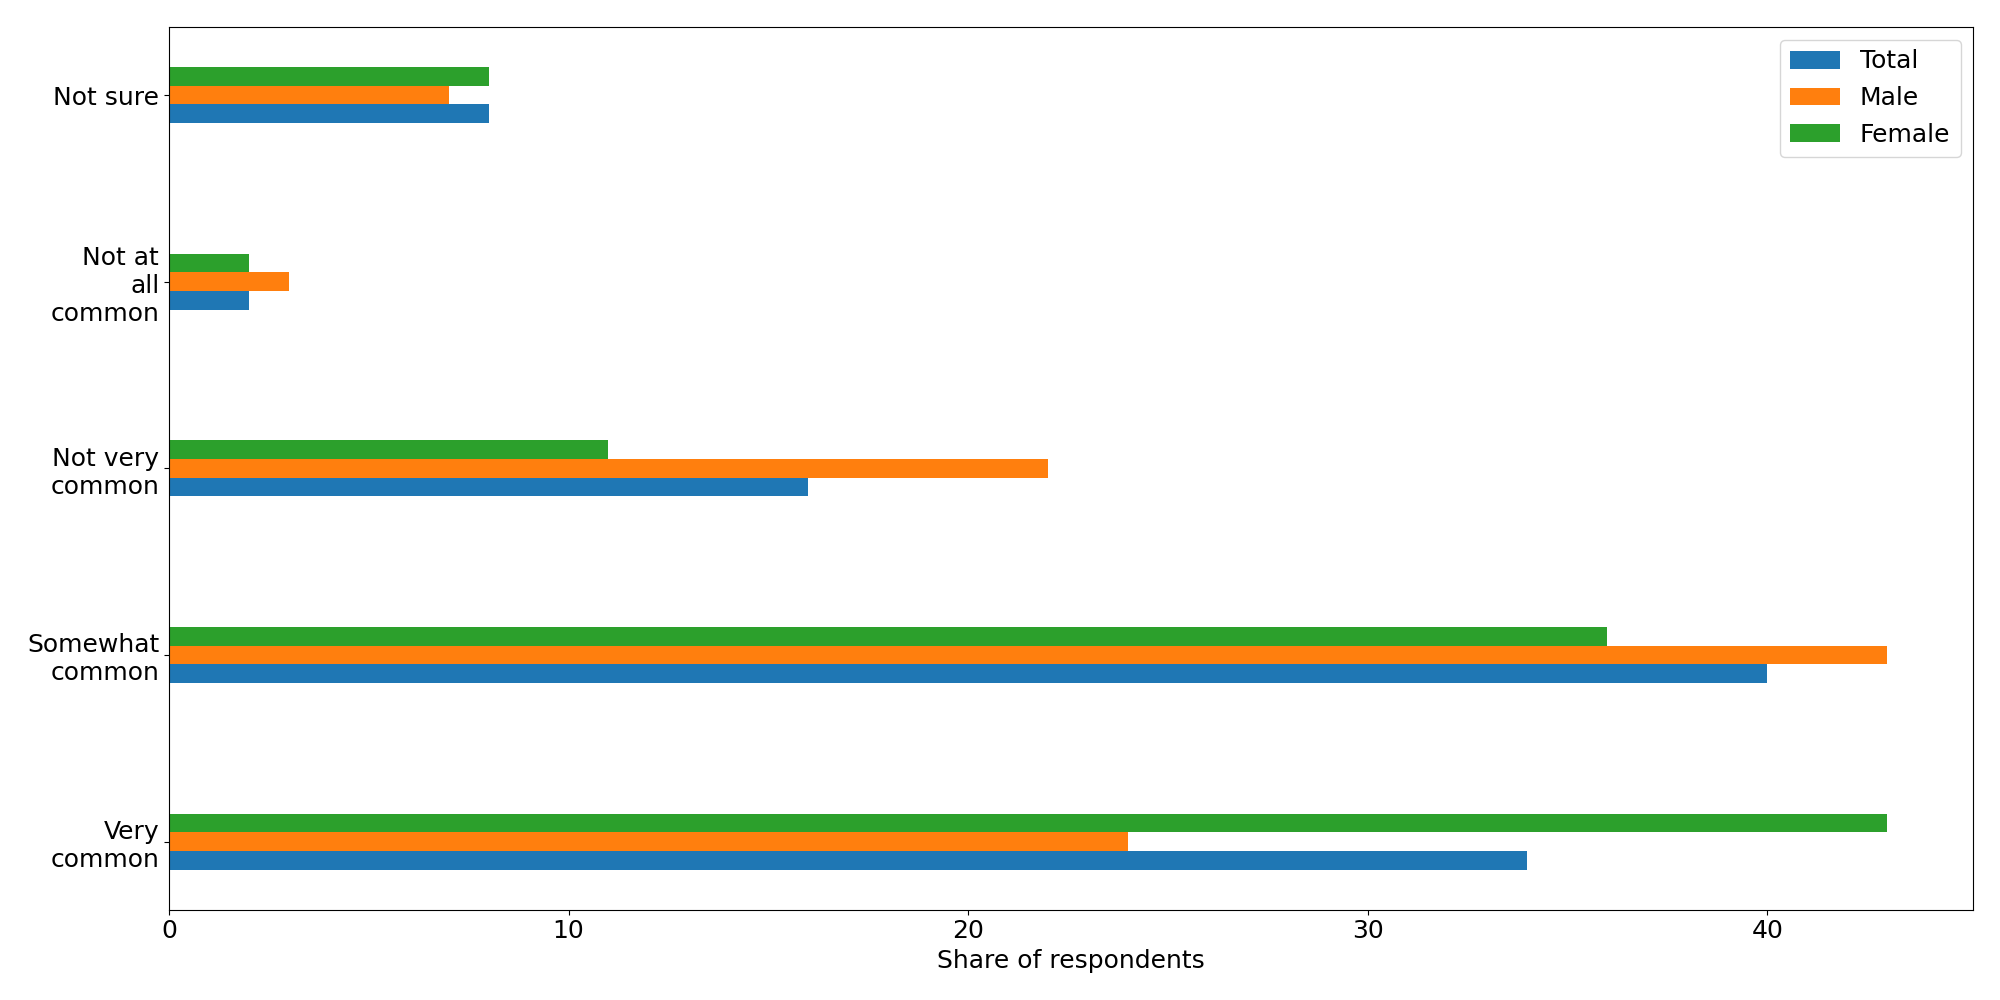 Total
Male
Female
Not sure
Not at
all
common
Not very
common
Somewhat
common
Very
common
0 10 20 30 40
Share of respondents